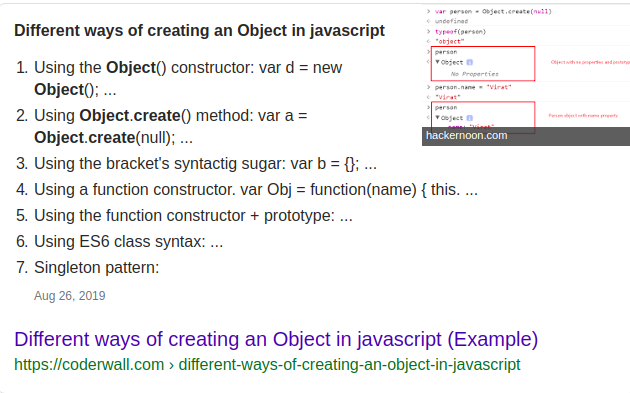 Different ways of creating an Object in javascript
1. Using the Object() constructor: var d = new
Object(); ...
2. Using Object.create() method: var a =
Object.create(null); ...
3. Using the bracket's syntactig sugar: var b = {}; ...
4. Using a function constructor. var Obj = function(name) { this. ...
5. Using the function constructor + prototype: ...
6. Using ES6 class syntax: ...
7. Singleton pattern:
Aug 26, 2019
> var person = Object.create(null)
< undefined
> typeof(person)
< "object"
> person
< ▼Object i
No Properties
Object with no properties and prototype
> person.name = "Virat"
< "Virat"
> person
< ▼Object i
Person object with name property
hackernoon.com
Different ways of creating an Object in javascript (Example)
https://coderwall.com › different-ways-of-creating-an-object-in-javascript